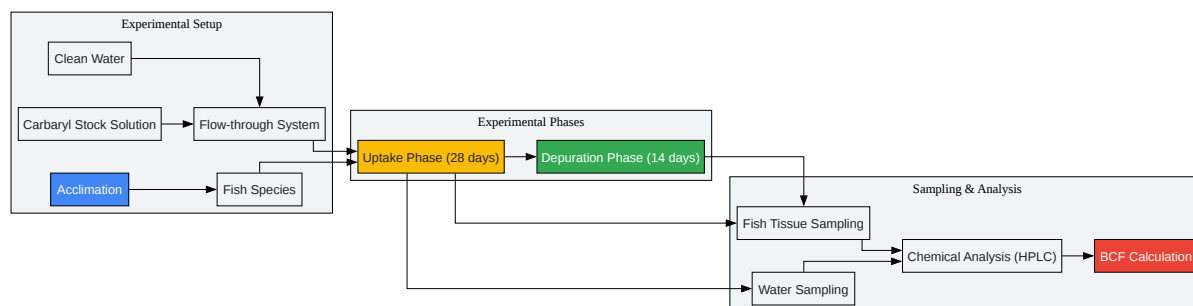 Experimental Setup
Clean Water
Carbaryl Stock Solution
Flow-through System
Acclimation
Fish Species
Experimental Phases
Uptake Phase (28 days)
Depuration Phase (14 days)
Sampling & Analysis
Fish Tissue Sampling
Chemical Analysis (HPLC)
BCF Calculation
Water Sampling